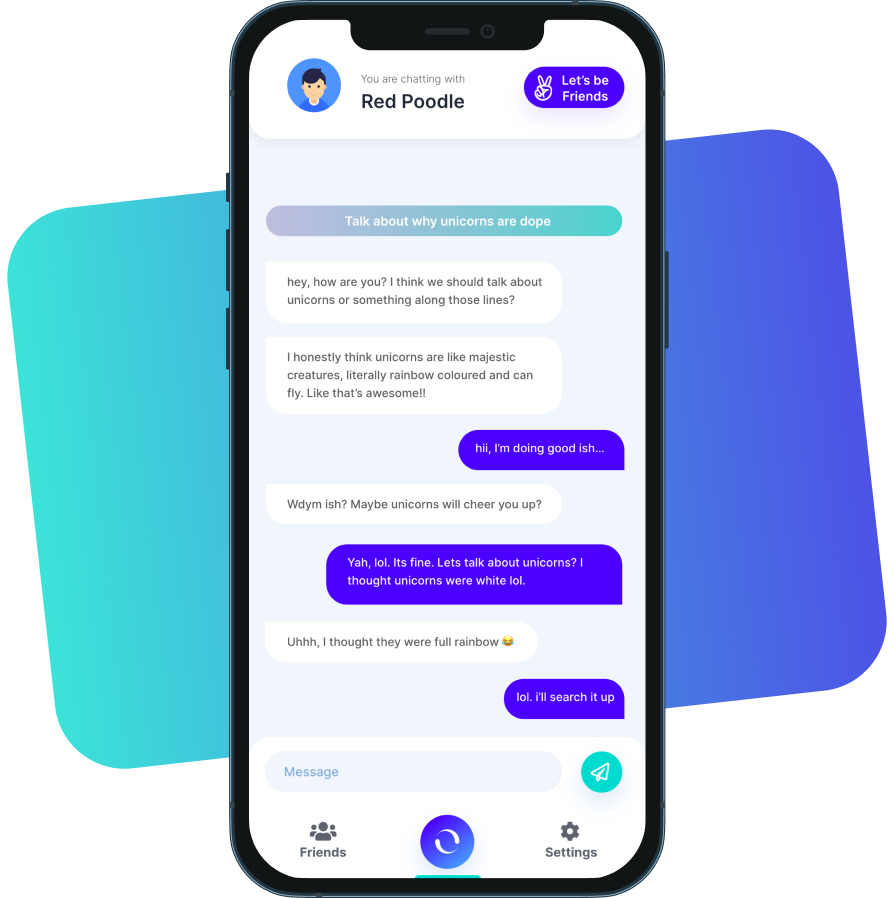 You are chatting with
Red Poodle
Let's be
Friends
Talk about why unicorns are dope
hey, how are you? I think we should talk about
unicorns or something along those lines?
I honestly think unicorns are like majestic
creatures, literally rainbow coloured and can
fly. Like that's awesome!!
hii, I'm doing good ish...
Wdym ish? Maybe unicorns will cheer you up?
Yah, lol. Its fine. Lets talk about unicorns? I
thought unicorns were white lol.
Uhhh, I thought they were full rainbow 😂
lol. i'll search it up
Message
Friends
Settings